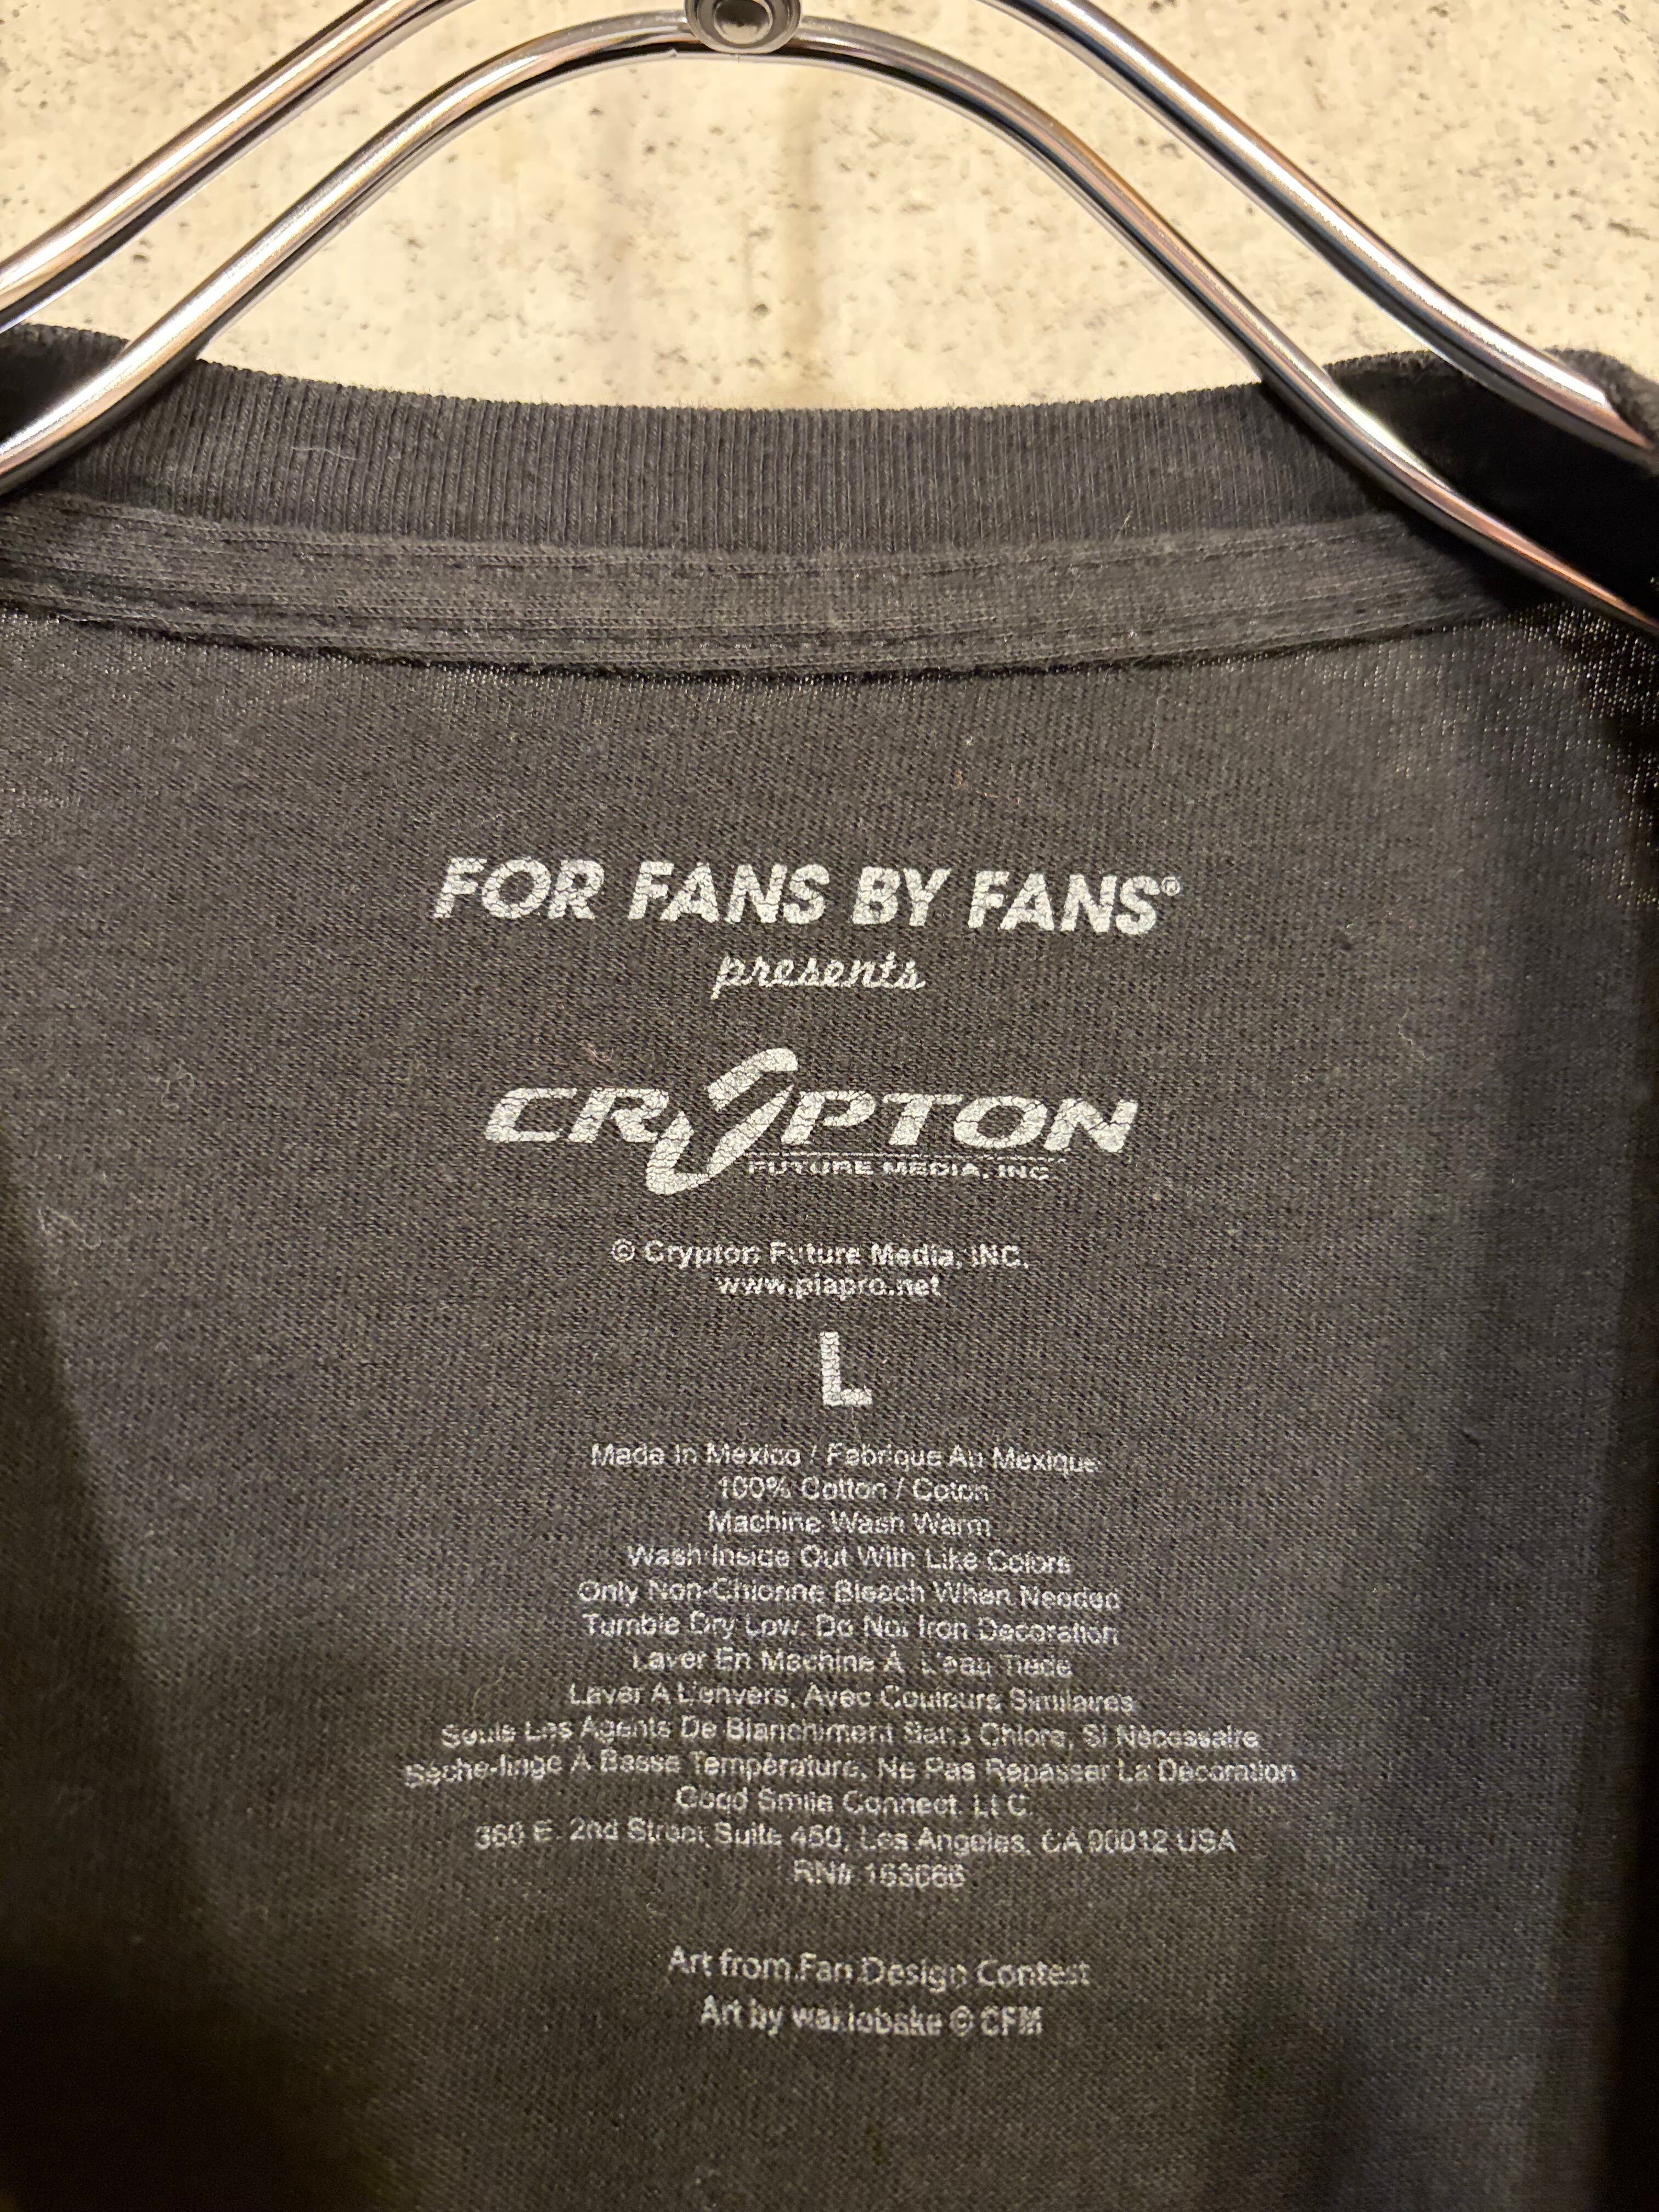 FOR FANS BY FANS®
presents
CRYPTON
FUTURE MEDIA, INC
© Crypton Future Media, INC.
www.piapro.net
L
Made In Mexico / Fabrique Au Mexique
100% Cotton / Coton
Machine Wash Warm
Wash Inside Out With Like Colors
Only Non-Chlorine Bleach When Needed
Tumble Dry Low. Do Not Iron Decoration
Laver En Machine À L'eau Tiede
Laver A L'envers, Avec Couleurs Similaires
Seule Les Agents De Blanchiment Sans Chlore, Si Nécessaire
Séche-linge À Basse Température, Ne Pas Repasser La Décoration
Good Smile Connect, LLC.
360 E. 2nd Street Suite 450, Los Angeles, CA 90012 USA
RN#
Art from Fan Design Contest
Art by © CFM